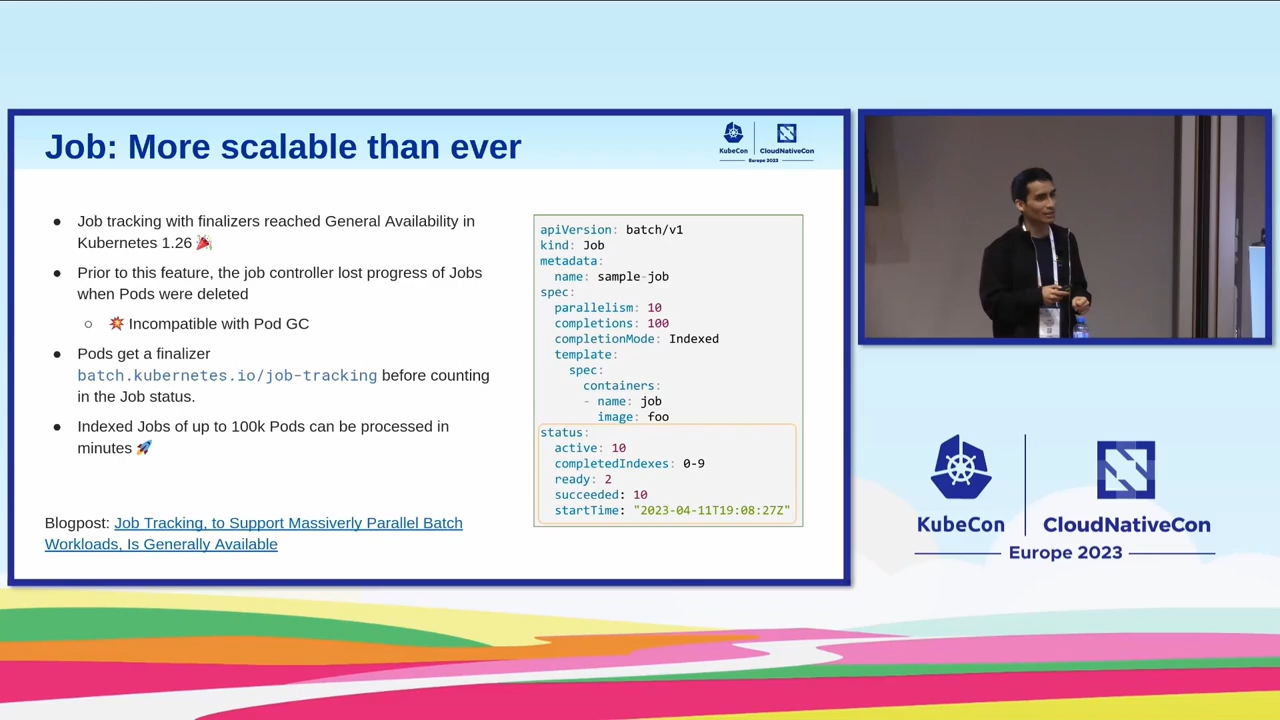 Job: More scalable than ever
KubeCon
CloudNativeCon
Europe 2023
● Job tracking with finalizers reached General Availability in
Kubernetes 1.26 🎉
● Prior to this feature, the job controller lost progress of Jobs
when Pods were deleted
○ 💥 Incompatible with Pod GC
● Pods get a finalizer
batch.kubernetes.io/job-tracking before counting
in the Job status.
● Indexed Jobs of up to 100k Pods can be processed in
minutes 🚀
Blogpost: Job Tracking, to Support Massiverly Parallel Batch
Workloads, Is Generally Available
apiVersion: batch/v1
kind: Job
metadata:
  name: sample-job
spec:
  parallelism: 10
  completions: 100
  completionMode: Indexed
  template:
    spec:
      containers:
      - name: job
        image: foo
status:
  active: 10
  completedIndexes: 0-9
  ready: 2
  succeeded: 10
  startTime: "2023-04-11T19:08:27Z"
KubeCon
CloudNativeCon
Europe 2023